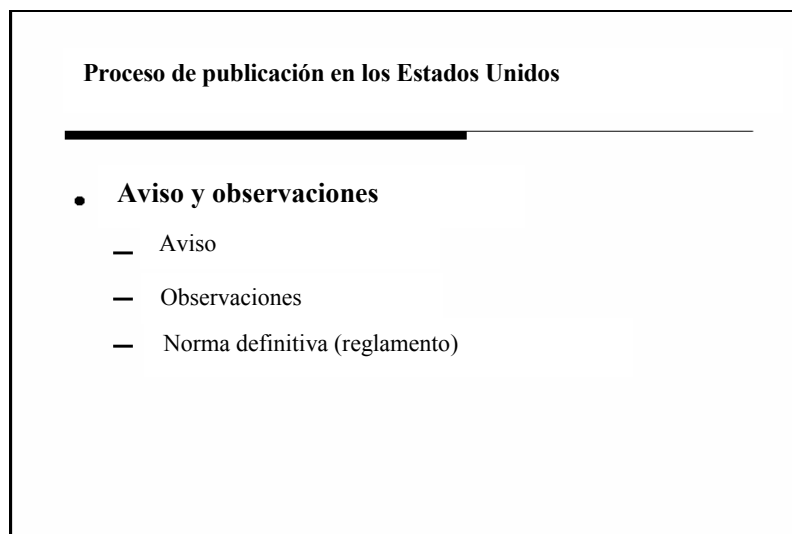 Proceso de publicación en los Estados Unidos
• Aviso y observaciones
– Aviso
– Observaciones
– Norma definitiva (reglamento)